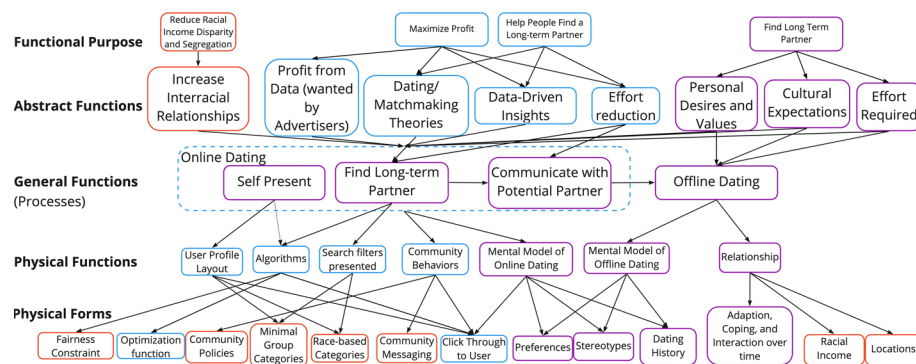 Functional Purpose
Reduce Racial
Income Disparity
and Segregation
Maximize Profit
Help People Find a
Long-term Partner
Find Long Term
Partner
Abstract Functions
Increase
Interracial
Relationships
Profit from
Data (wanted
by
Advertisers)
Dating/
Matchmaking
Theories
Data-Driven
Insights
Effort
reduction
Personal
Desires and
Values
Cultural
Expectations
Effort
Required
General Functions
(Processes)
Online Dating
Self Present
Find Long-term
Partner
Communicate with
Potential Partner
Offline Dating
Physical Functions
User Profile
Layout
Algorithms
Search filters
presented
Community
Behaviors
Mental Model of
Online Dating
Mental Model of
Offline Dating
Relationship
Physical Forms
Fairness
Constraint
Optimization
function
Community
Policies
Minimal
Group
Categories
Race-based
Categories
Community
Messaging
Click Through
to User
Preferences
Stereotypes
Dating
History
Adaption,
Coping, and
Interaction over
time
Racial
Income
Locations